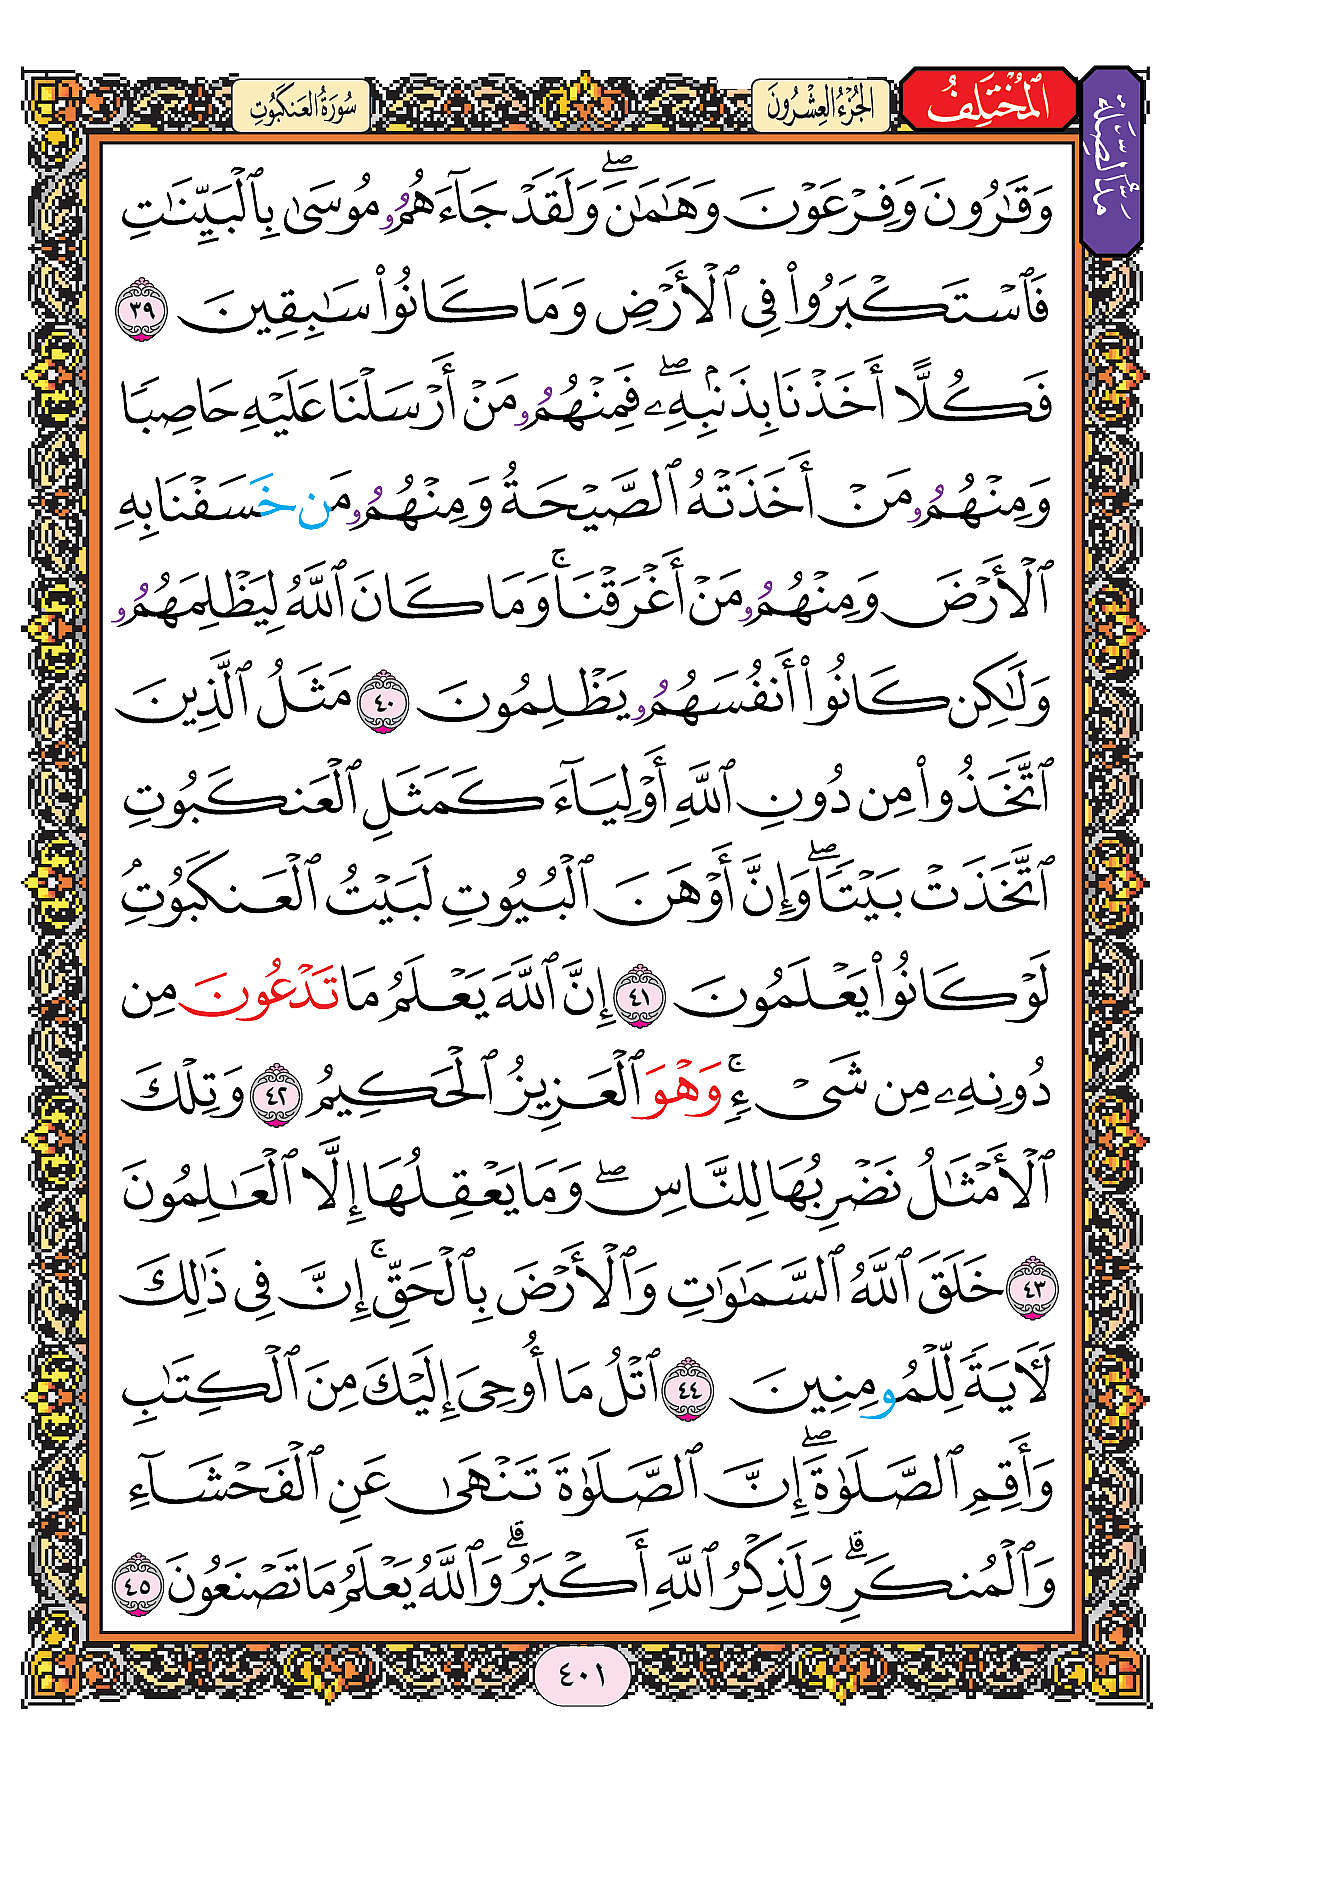 سُورَةُ العَنكَبُوتِ
الجُزْءُ العِشْرُونَ
ٱلْمُخْتَلِفُ
مَدُّ الصِّلَة
وَقَٰرُونَ وَفِرْعَوْنَ وَهَٰمَٰنَۖ وَلَقَدْ جَآءَهُمُۥ مُوسَىٰ بِٱلْبَيِّنَٰتِ
فَٱسْتَكْبَرُوا۟ فِى ٱلْأَرْضِ وَمَا كَانُوا۟ سَٰبِقِينَ ٣٩
فَكُلًّا أَخَذْنَا بِذَنۢبِهِۦۖ فَمِنْهُمُۥ مَنْ أَرْسَلْنَا عَلَيْهِ حَاصِبًا
وَمِنْهُمُۥ مَنْ أَخَذَتْهُ ٱلصَّيْحَةُ وَمِنْهُمُۥ مَن خَسَفْنَا بِهِ
ٱلْأَرْضَ وَمِنْهُمُۥ مَنْ أَغْرَقْنَاۚ وَمَا كَانَ ٱللَّهُ لِيَظْلِمَهُمُۥ
وَلَٰكِن كَانُوٓا۟ أَنفُسَهُمُۥ يَظْلِمُونَ ٤٠ مَثَلُ ٱلَّذِينَ
ٱتَّخَذُوا۟ مِن دُونِ ٱللَّهِ أَوْلِيَآءَ كَمَثَلِ ٱلْعَنكَبُوتِ
ٱتَّخَذَتْ بَيْتًاۖ وَإِنَّ أَوْهَنَ ٱلْبُيُوتِ لَبَيْتُ ٱلْعَنكَبُوتِۢ
لَوْ كَانُوا۟ يَعْلَمُونَ ٤١ إِنَّ ٱللَّهَ يَعْلَمُ مَا تَدْعُونَ مِن
دُونِهِۦ مِن شَىْءٍۚ وَهْوَ ٱلْعَزِيزُ ٱلْحَكِيمُ ٤٢ وَتِلْكَ
ٱلْأَمْثَٰلُ نَضْرِبُهَا لِلنَّاسِۖ وَمَا يَعْقِلُهَا إِلَّا ٱلْعَٰلِمُونَ
٤٣ خَلَقَ ٱللَّهُ ٱلسَّمَٰوَٰتِ وَٱلْأَرْضَ بِٱلْحَقِّۚ إِنَّ فِى ذَٰلِكَ
لَءَايَةً لِّلْمُومِنِينَ ٤٤ ٱتْلُ مَا أُوحِىَ إِلَيْكَ مِنَ ٱلْكِتَٰبِ
وَأَقِمِ ٱلصَّلَوٰةَۖ إِنَّ ٱلصَّلَوٰةَ تَنْهَىٰ عَنِ ٱلْفَحْشَآءِ
وَٱلْمُنكَرِۗ وَلَذِكْرُ ٱللَّهِ أَكْبَرُۗ وَٱللَّهُ يَعْلَمُ مَا تَصْنَعُونَ ٤٥
٤٠١